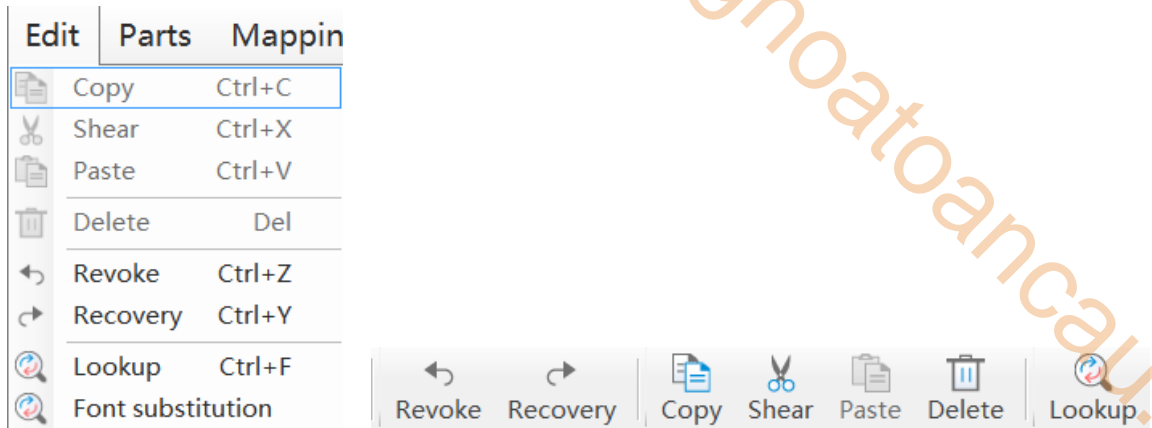 Edit Parts Mappin
Copy Ctrl+C
Shear Ctrl+X
Paste Ctrl+V
Delete Del
Revoke Ctrl+Z
Recovery Ctrl+Y
Lookup Ctrl+F
Font substitution
Revoke Recovery Copy Shear Paste Delete Lookup
gnoatoancau.